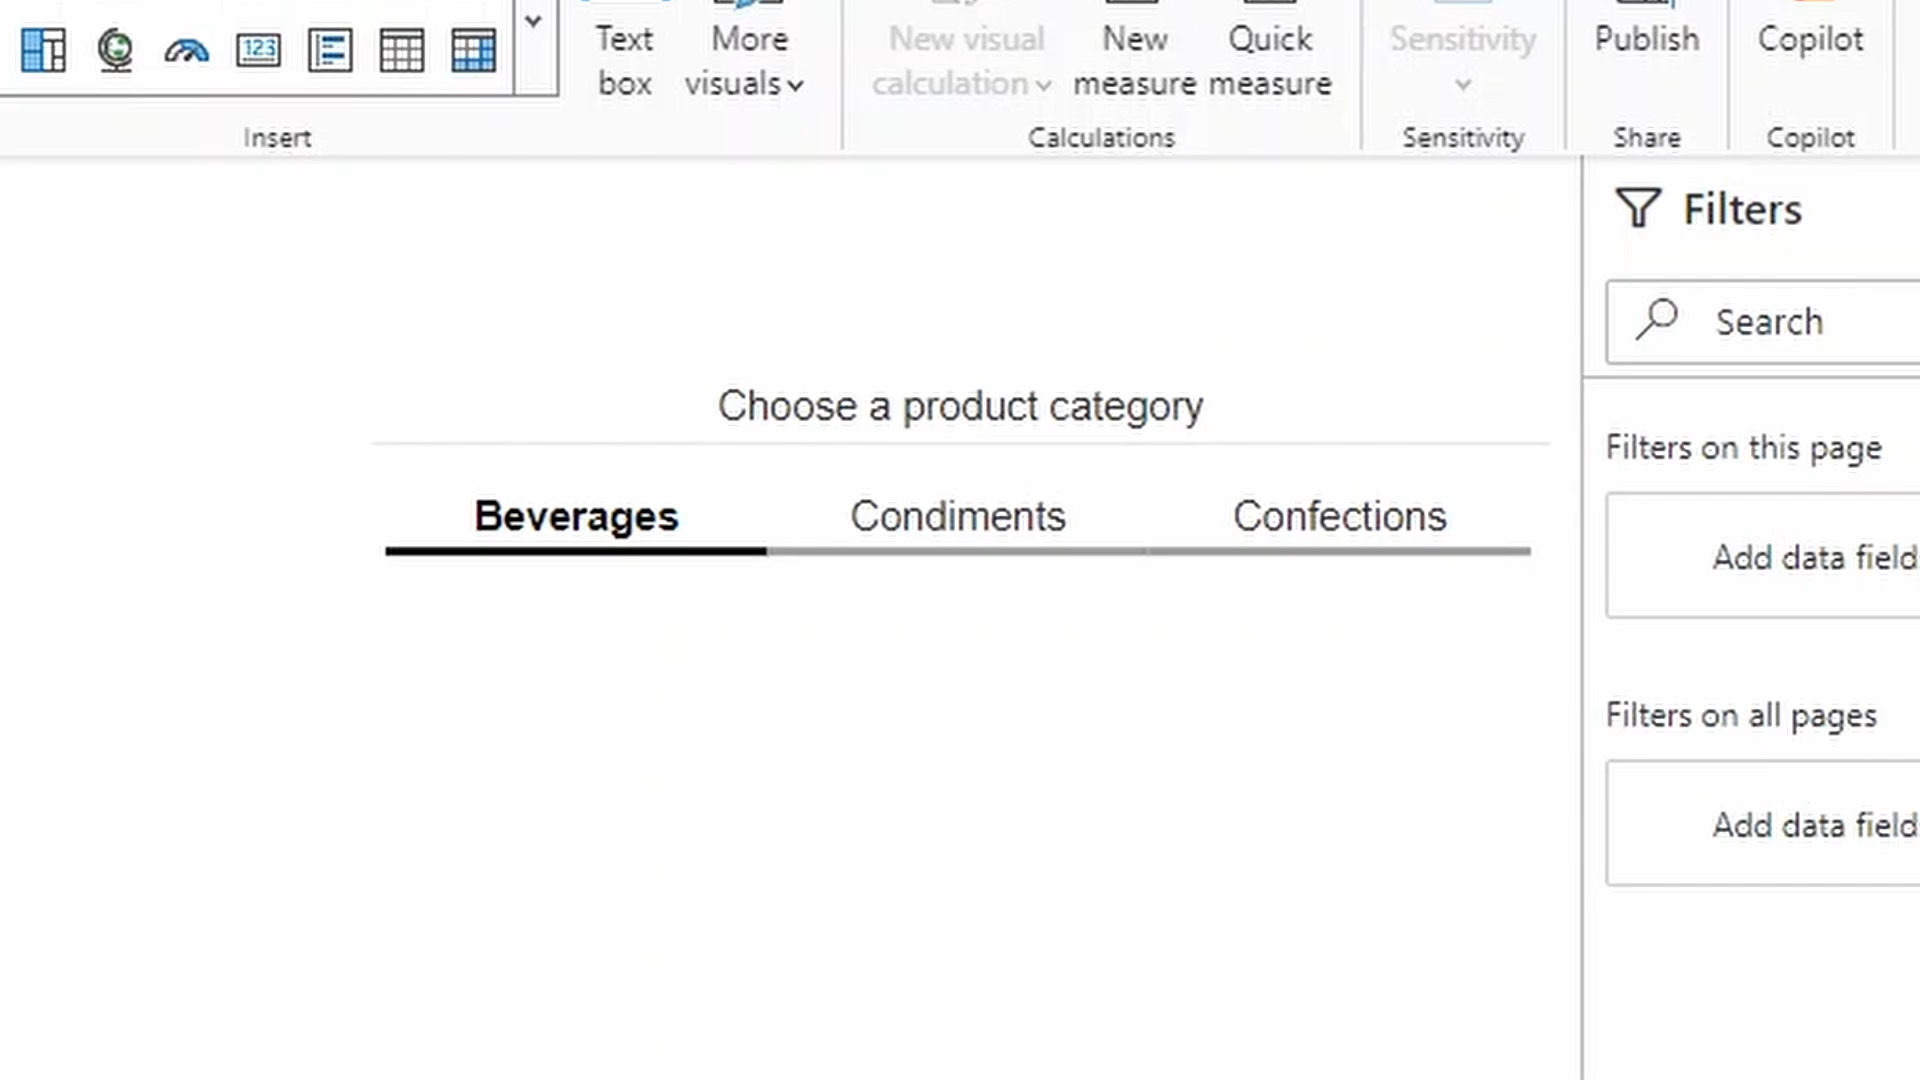 123
Text box
More visuals
New visual calculation
New measure
Quick measure
Sensitivity
Publish
Copilot
Insert
Calculations
Sensitivity
Share
Copilot
Filters
Search
Choose a product category
Filters on this page
Beverages Condiments Confections
Add data field
Filters on all pages
Add data field